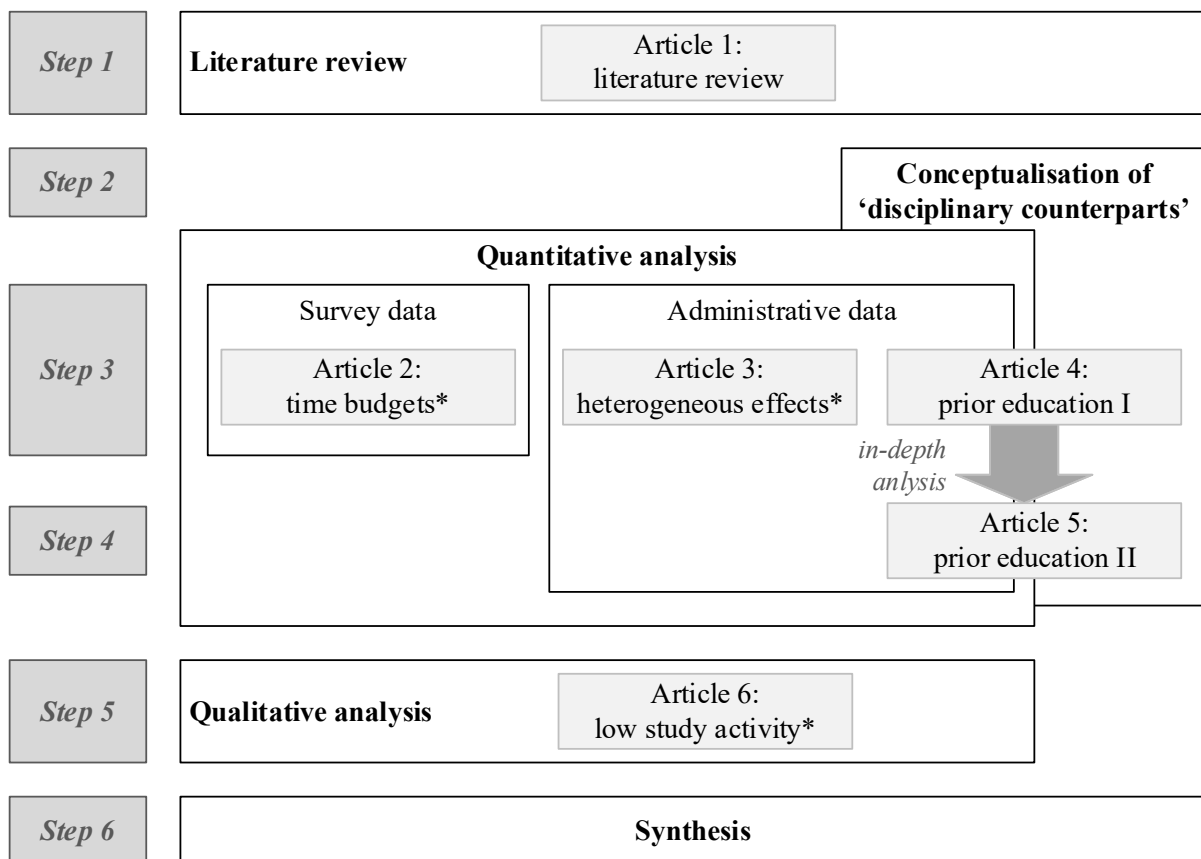 Step 1
Literature review
Article 1:
literature review
Step 2
Conceptualisation of
‘disciplinary counterparts’
Quantitative analysis
Step 3
Survey data
Article 2:
time budgets*
Administrative data
Article 3:
heterogeneous effects*
Article 4:
prior education I
in-depth
anlysis
Step 4
Article 5:
prior education II
Step 5
Qualitative analysis
Article 6:
low study activity*
Step 6
Synthesis